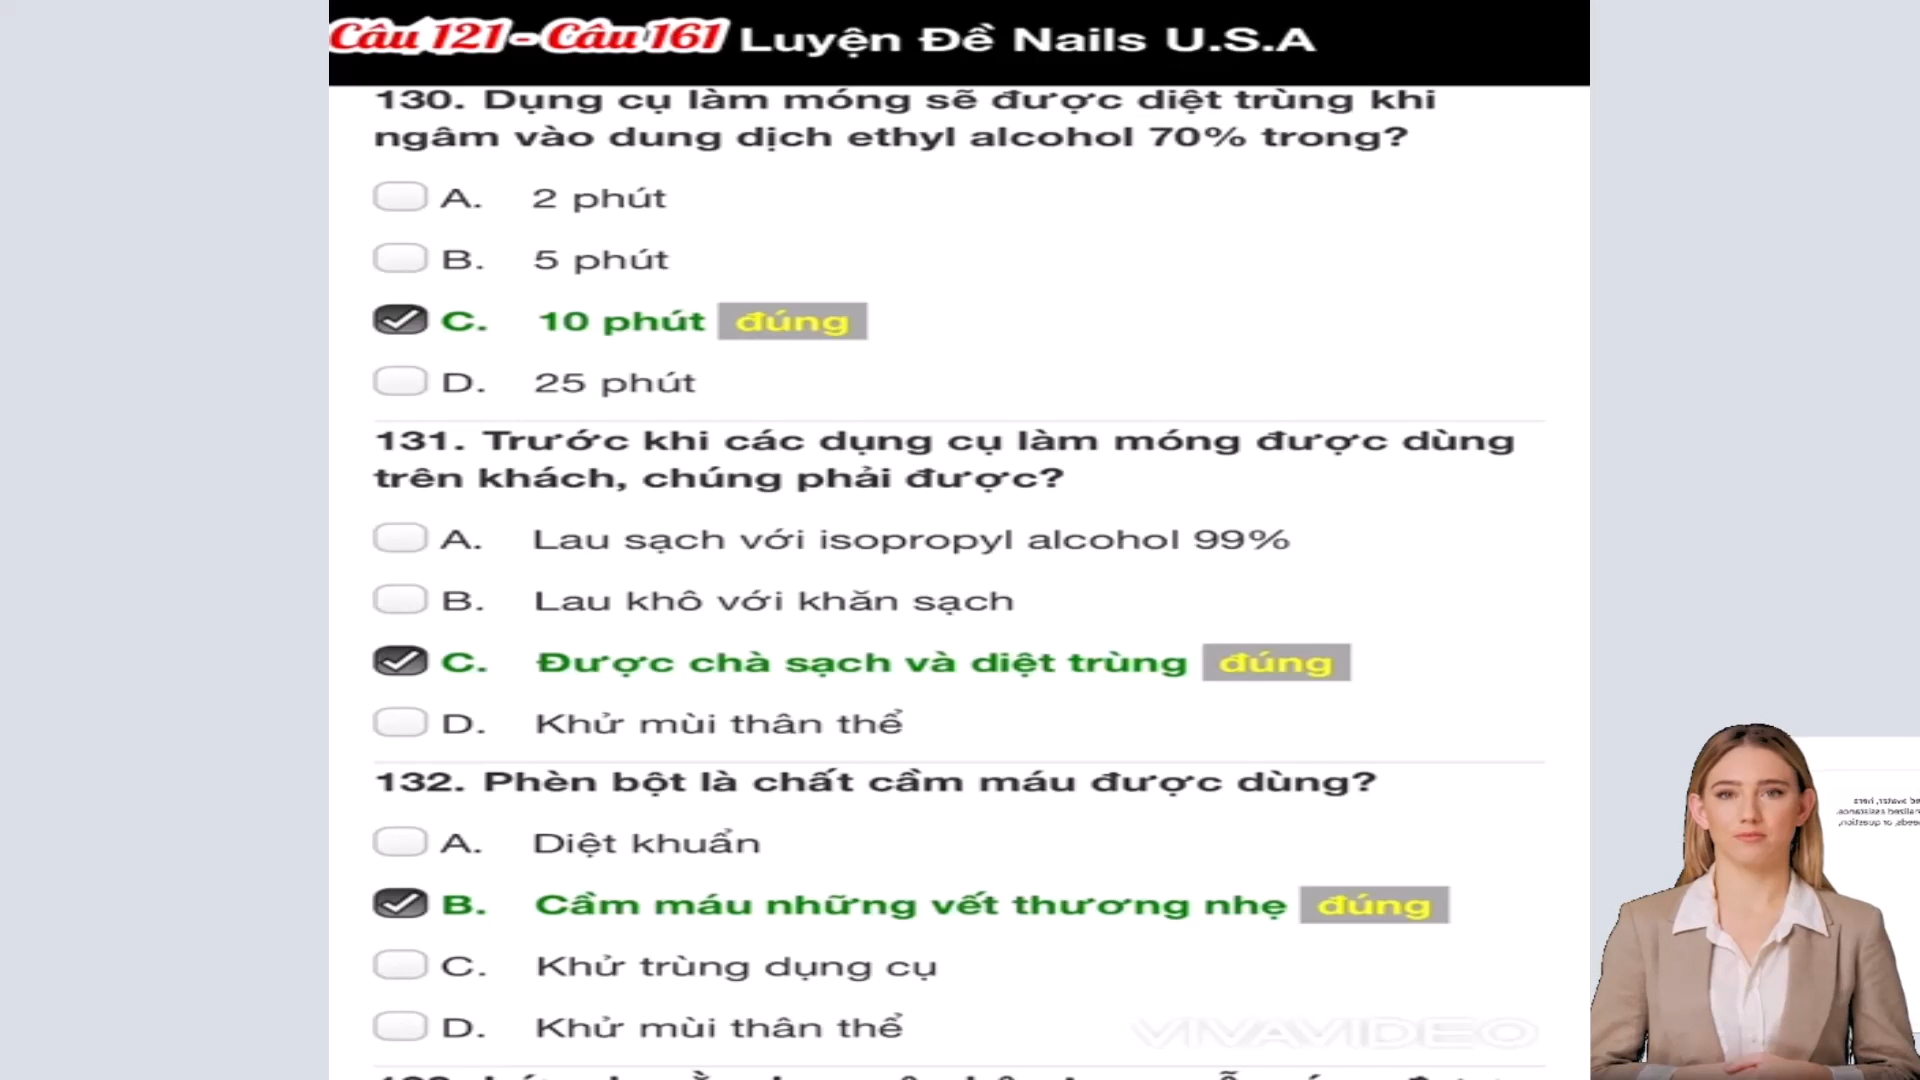 Câu 121 - Câu 161 Luyện Đề Nails U.S.A
130. Dụng cụ làm móng sẽ được diệt trùng khi
ngâm vào dung dịch ethyl alcohol 70% trong?
A. 2 phút
B. 5 phút
C. 10 phút đúng
D. 25 phút
131. Trước khi các dụng cụ làm móng được dùng
trên khách, chúng phải được?
A. Lau sạch với isopropyl alcohol 99%
B. Lau khô với khăn sạch
C. Được chà sạch và diệt trùng đúng
D. Khử mùi thân thể
132. Phèn bột là chất cầm máu được dùng?
A. Diệt khuẩn
B. Cầm máu những vết thương nhẹ đúng
C. Khử trùng dụng cụ
D. Khử mùi thân thể
VIVAVIDEO